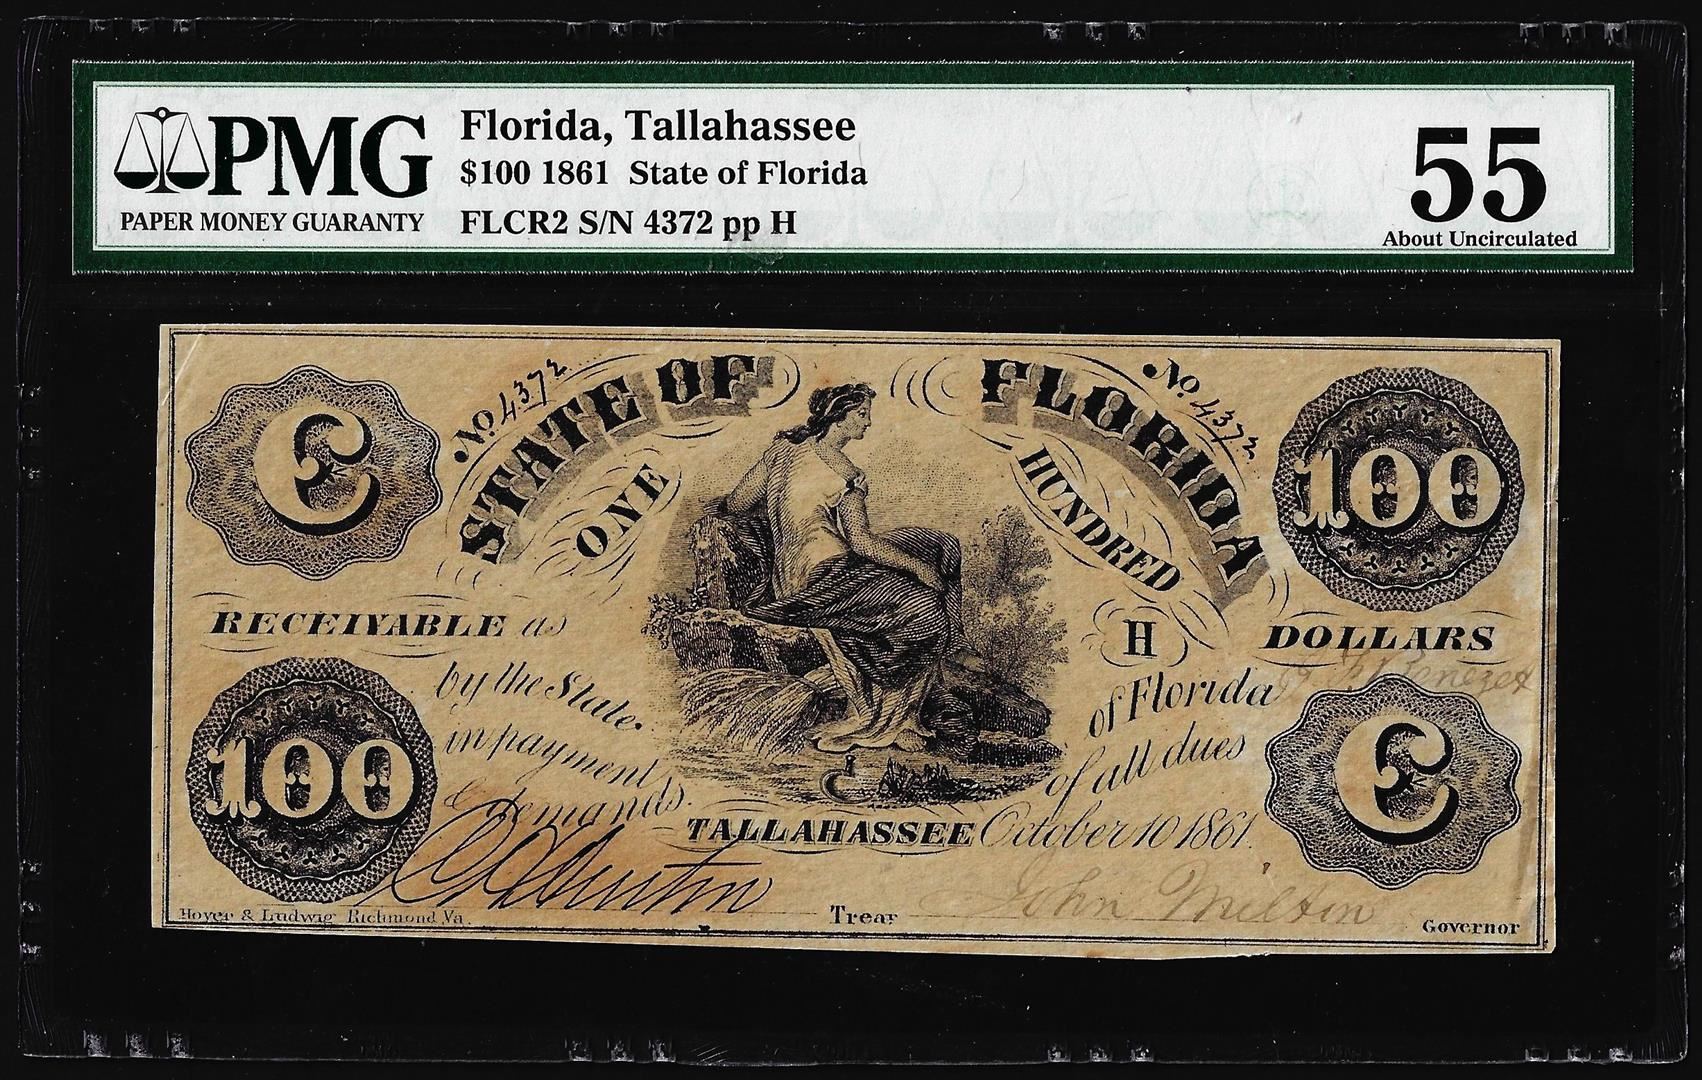 PMG
PAPER MONEY GUARANTY
Florida, Tallahassee
$100 1861 State of Florida
FLCR2 S/N 4372 pp H
55
About Uncirculated
No. 4372
No. 4372
STATE OF FLORIDA
C
100
ONE HUNDRED
RECEIVABLE as
H
DOLLARS
by the State
of Florida
in payment
of all dues
& demands.
100
C
TALLAHASSEE October 10 1861.
John Milton
Hoyer & Ludwig Richmond Va.
Trear
Governor